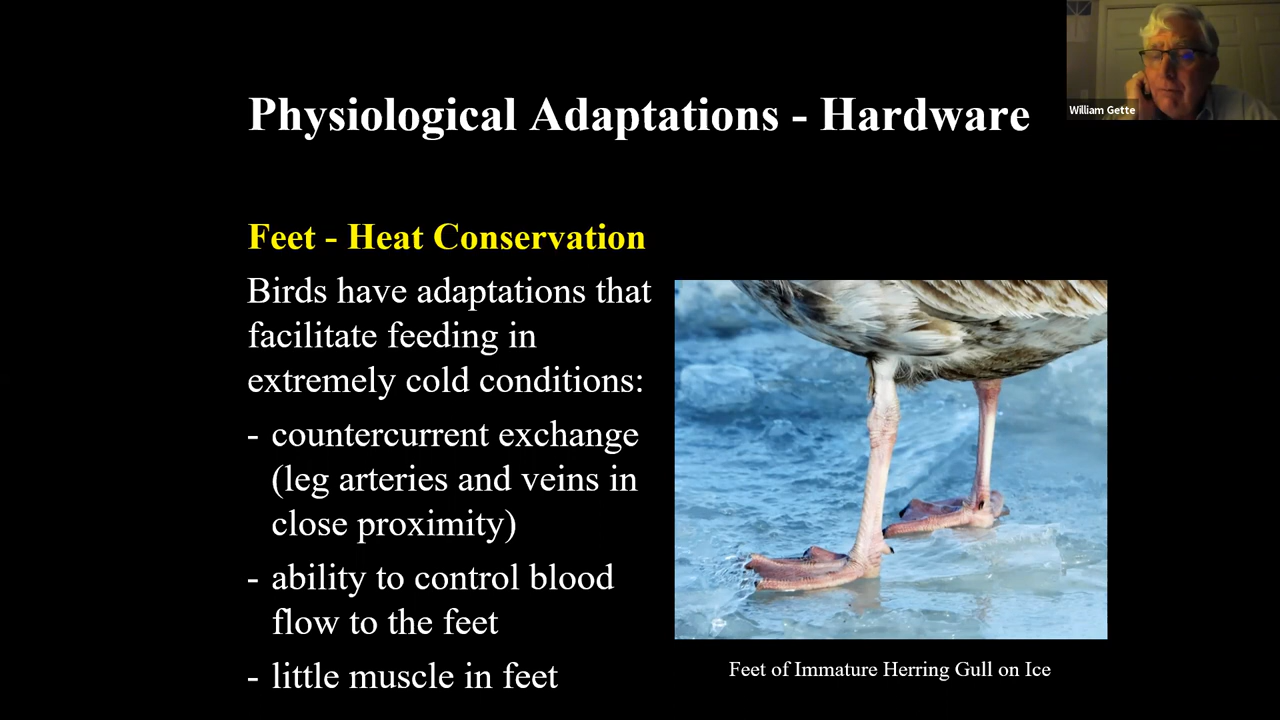 Physiological Adaptations - Hardware
William Gette
Feet - Heat Conservation
Birds have adaptations that
facilitate feeding in
extremely cold conditions:
- countercurrent exchange
(leg arteries and veins in
close proximity)
- ability to control blood
flow to the feet
- little muscle in feet
Feet of Immature Herring Gull on Ice